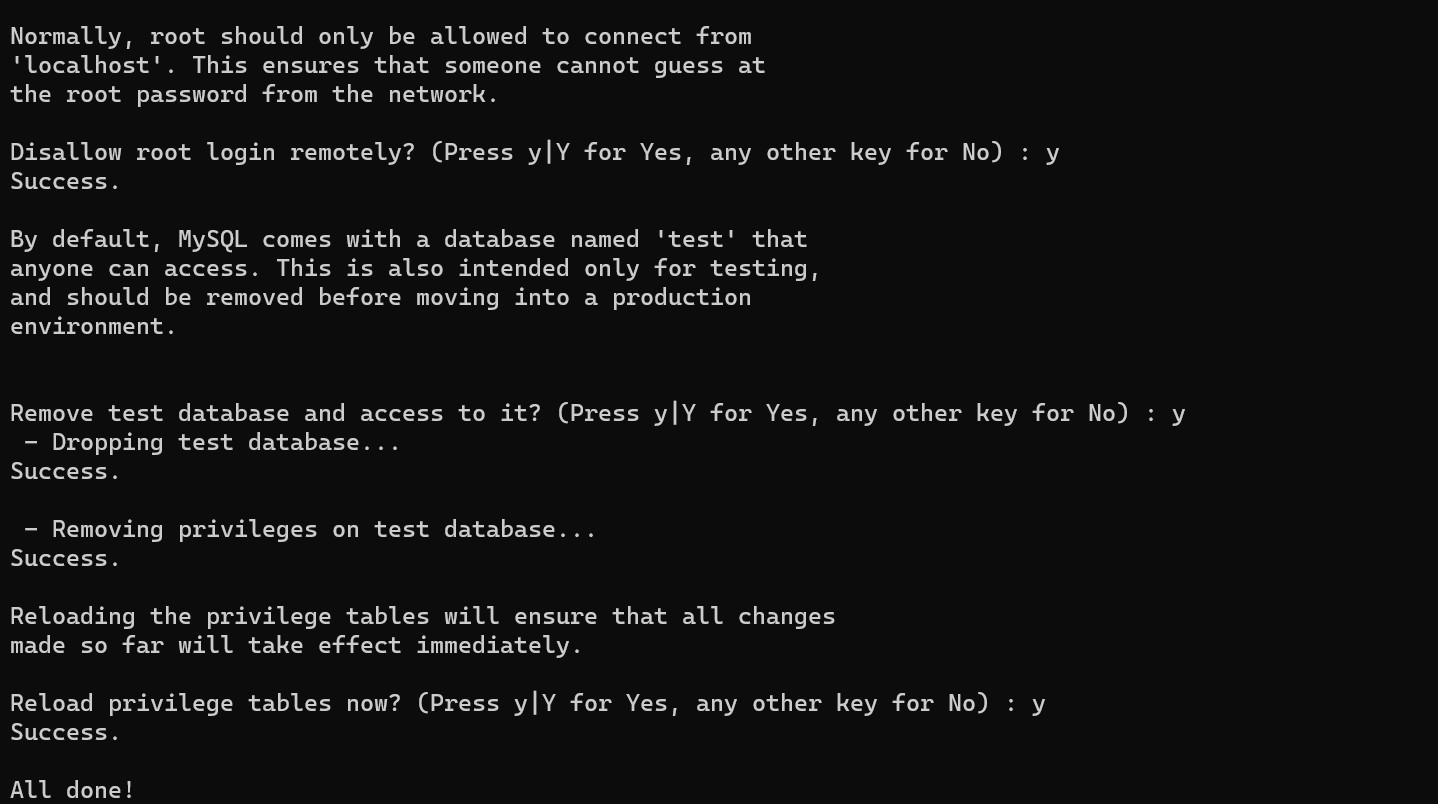 Normally, root should only be allowed to connect from
'localhost'. This ensures that someone cannot guess at
the root password from the network.
Disallow root login remotely? (Press y|Y for Yes, any other key for No) : y
Success.
By default, MySQL comes with a database named 'test' that
anyone can access. This is also intended only for testing,
and should be removed before moving into a production
environment.
Remove test database and access to it? (Press y|Y for Yes, any other key for No) : y
 - Dropping test database...
Success.
 - Removing privileges on test database...
Success.
Reloading the privilege tables will ensure that all changes
made so far will take effect immediately.
Reload privilege tables now? (Press y|Y for Yes, any other key for No) : y
Success.
All done!